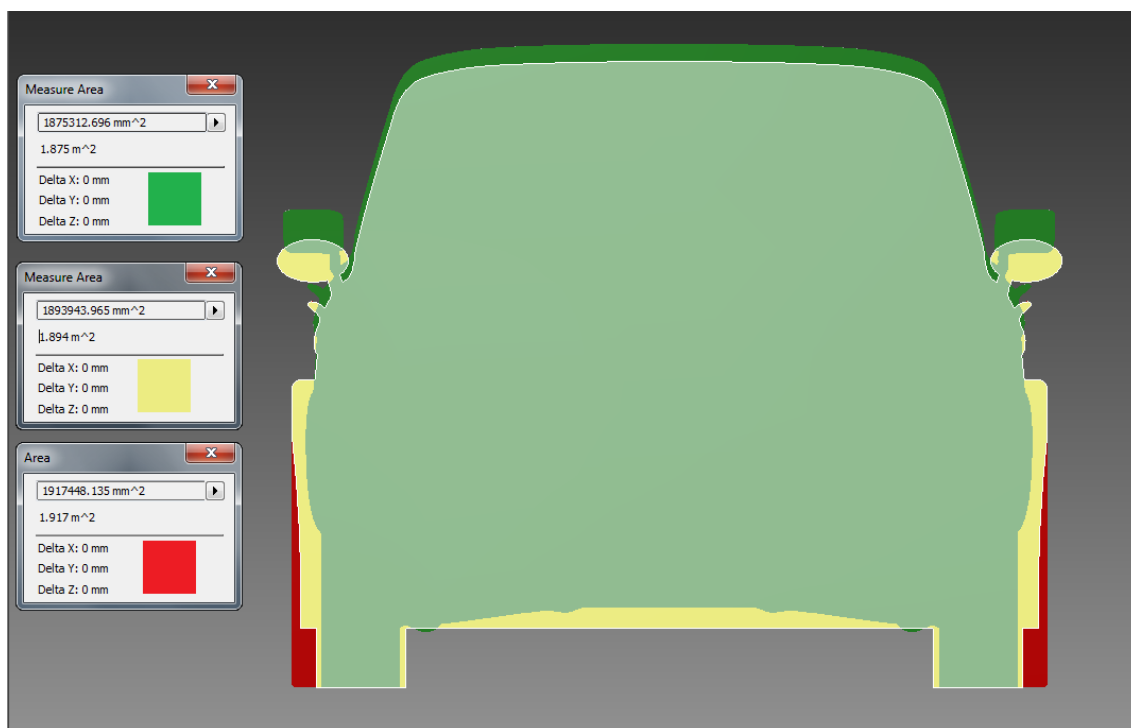 Measure Area
1875312.696 mm^2
1.875 m^2
Delta X: 0 mm
Delta Y: 0 mm
Delta Z: 0 mm
Measure Area
1893943.965 mm^2
1.894 m^2
Delta X: 0 mm
Delta Y: 0 mm
Delta Z: 0 mm
Area
1917448.135 mm^2
1.917 m^2
Delta X: 0 mm
Delta Y: 0 mm
Delta Z: 0 mm